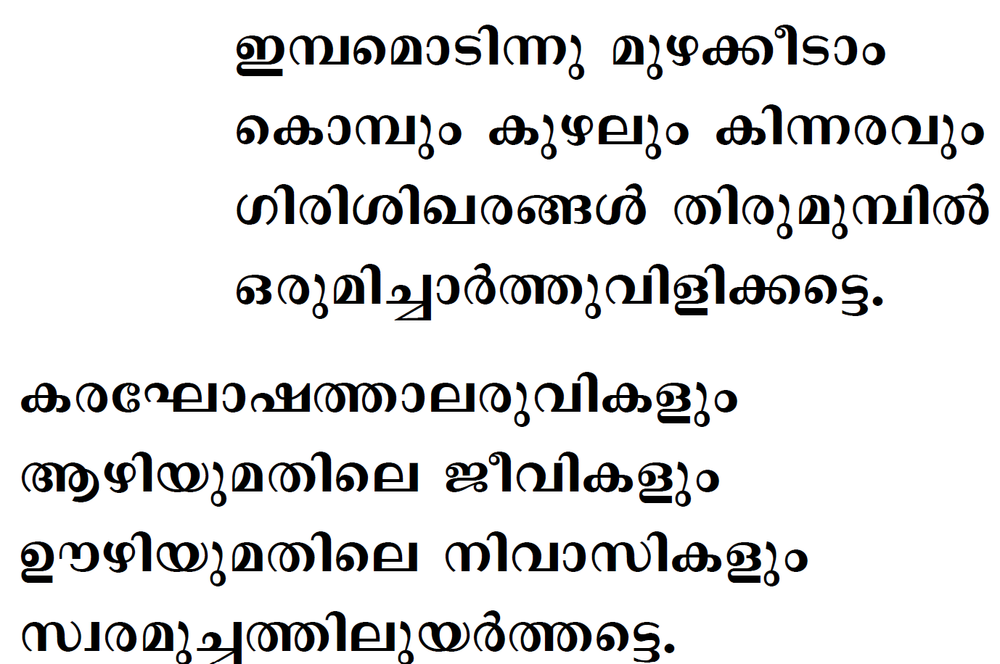 ഇമ്പമൊടിന്നു മുഴക്കീടാം
കൊമ്പും കുഴലും കിന്നരവും
ഗിരിശിഖരങ്ങൾ തിരുമുമ്പിൽ
ഒരുമിച്ചാർത്തുവിളിക്കട്ടെ.
കരഘോഷത്താലരുവികളും
ആഴിയുമതിലെ ജീവികളും
ഊഴിയുമതിലെ നിവാസികളും
സ്വരമുച്ചത്തിലുയർത്തട്ടെ.